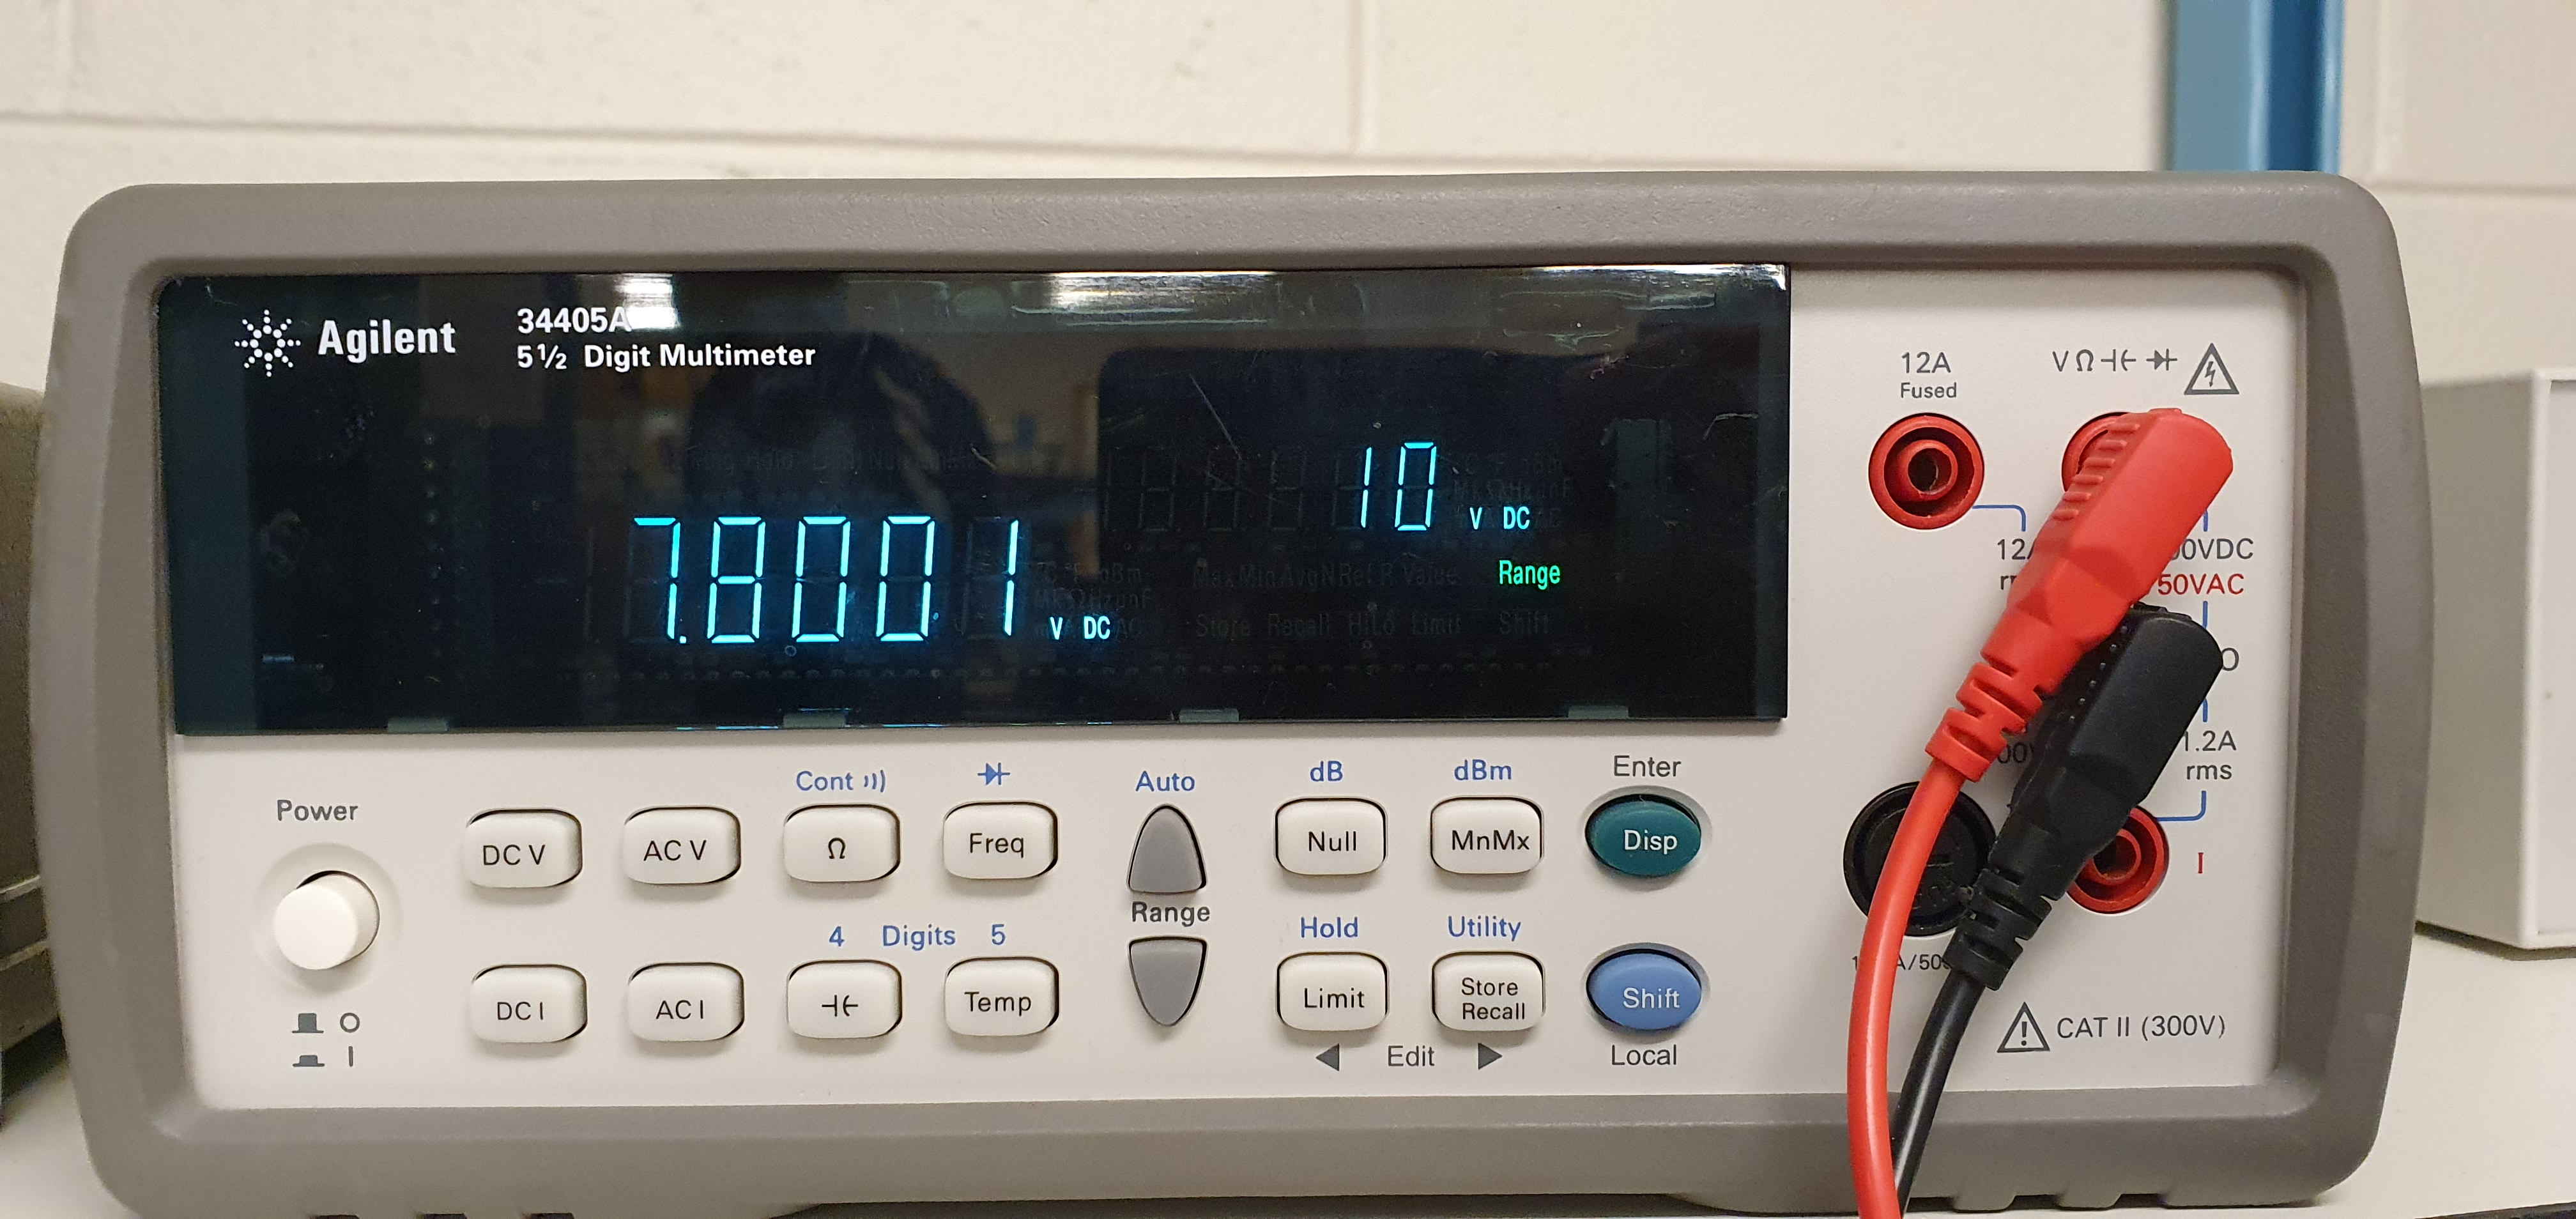 Agilent
34405A
5½ Digit Multimeter
7.8001 V DC
10 V DC
Range
12A
Fused
V Ω
Power
Cont
Auto
dB
dBm
Enter
DC V
AC V
Ω
Freq
Range
Null
MnMx
Disp
4 Digits 5
Hold
Utility
DC I
AC I
Temp
Limit
Store
Recall
Shift
Edit
Local
1.2A
rms
I
CAT II (300V)